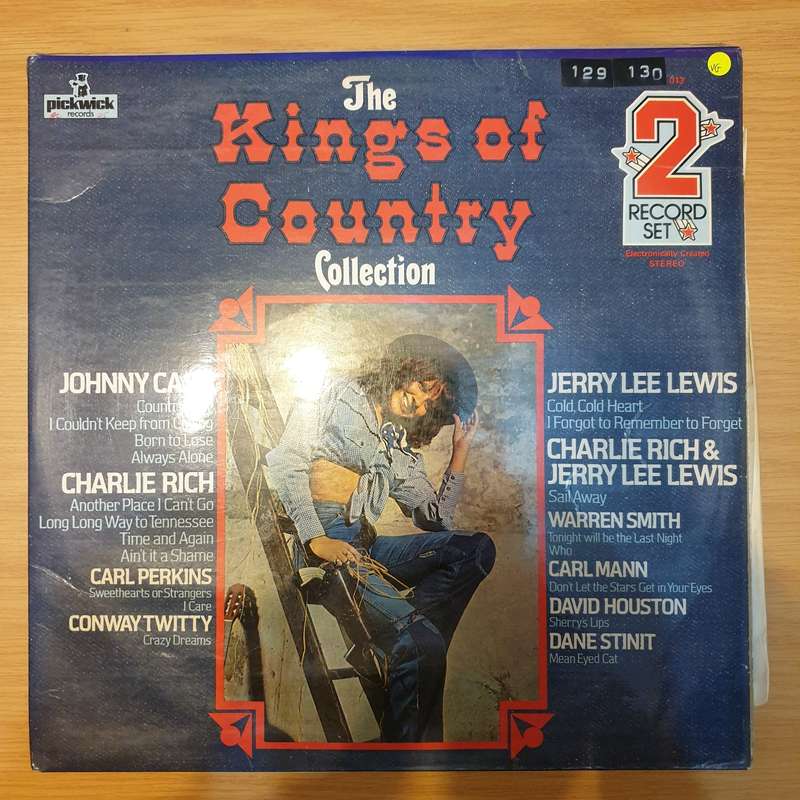 pickwick
records
129 130
013
VG
The
Kings of
Country
Collection
2
RECORD
SET
Electronically Created
STEREO
JOHNNY
Country
I Couldn't Keep from
Born to Lose
Always Alone
CHARLIE RICH
Another Place I Can't Go
Long Long Way to Tennessee
Time and Again
Ain't it a Shame
CARL PERKINS
Sweethearts or Strangers
I Care
CONWAY TWITTY
Crazy Dreams
JERRY LEE LEWIS
Cold, Cold Heart
I Forgot to Remember to Forget
CHARLIE RICH &
JERRY LEE LEWIS
Sail Away
WARREN SMITH
Tonight will be the Last Night
Who
CARL MANN
Don't Let the Stars Get in Your Eyes
DAVID HOUSTON
Sherry's Lips
DANE STINIT
Mean Eyed Cat